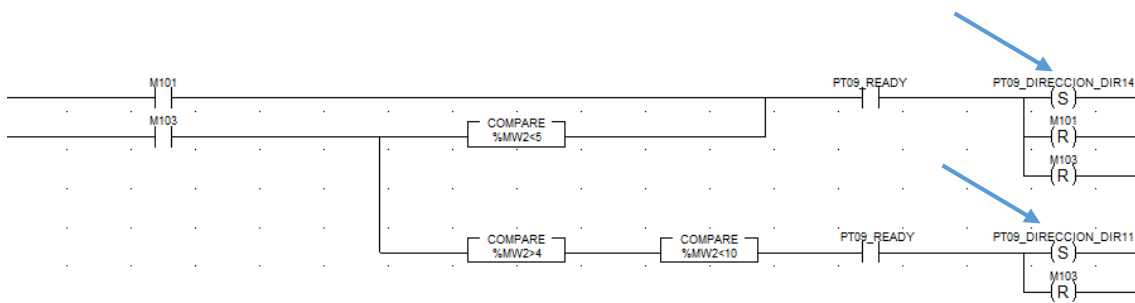 M101
PT09_READY
PT09_DIRECCION_DIR14
S
M103
COMPARE
%MW2<5
M101
R
M103
R
COMPARE
%MW2>4
COMPARE
%MW2<10
PT09_READY
PT09_DIRECCION_DIR11
S
M103
R